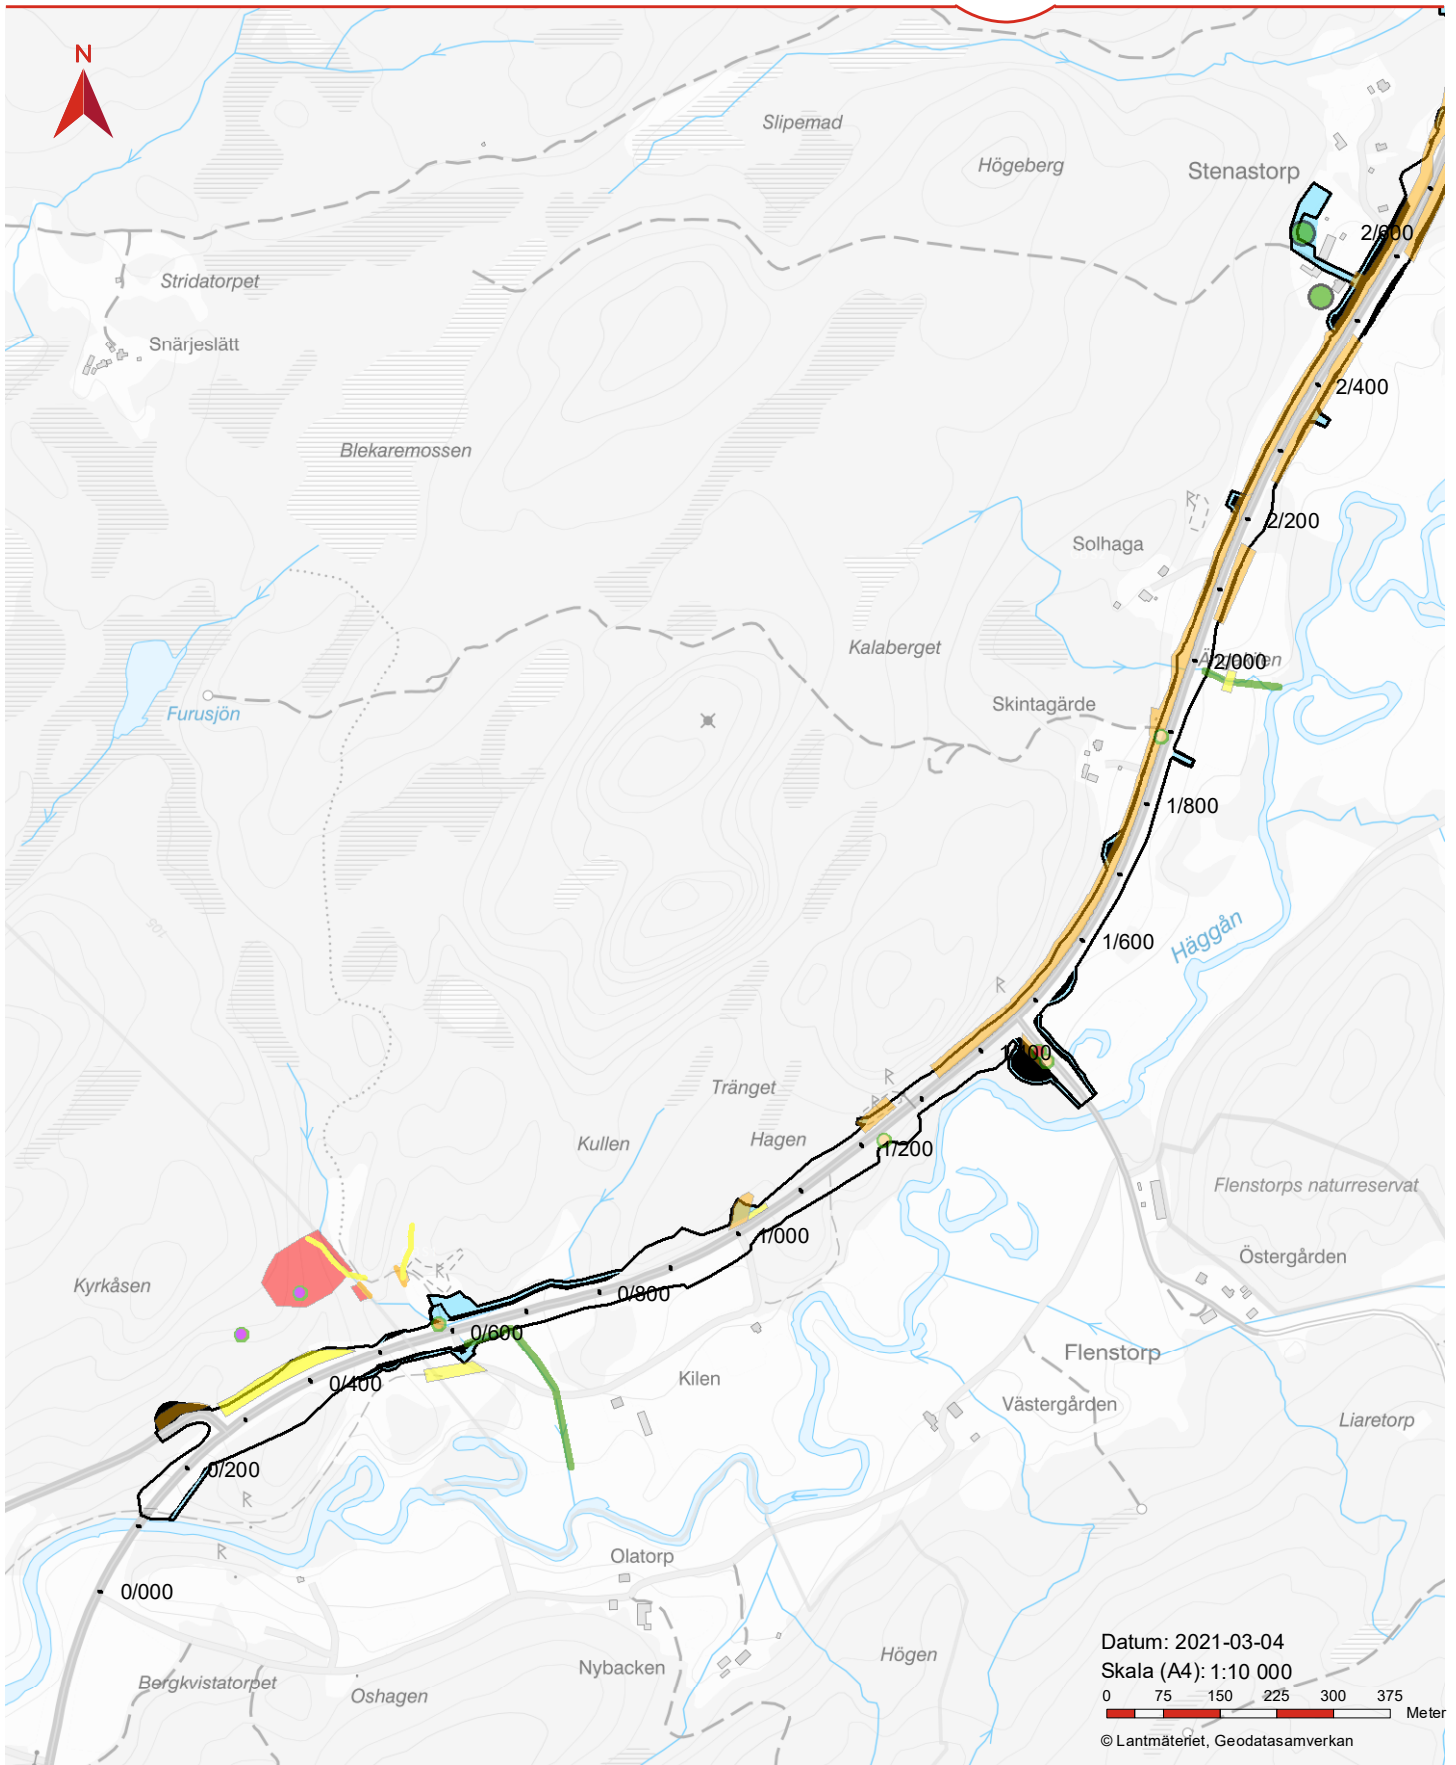 N
Slipemad
Högeberg
Stenastorp
2/600
Stridatorpet
Snärjeslätt
2/400
Blekaremossen
R
2/200
Solhaga
Kalaberget
2/000
Skintagärde
Furusjön
1/800
105
Häggån
1/600
R
Tränget
R
R
Kullen
Hagen
1/200
Flenstorps naturreservat
1/000
Östergården
R
Kyrkåsen
0/800
0/600
Flenstorp
0/400
Kilen
Västergården
Liaretorp
0/200
R
R
Olatorp
0/000
Högen
Nybacken
Bergkvistatorpet
Oshagen
Datum: 2021-03-04
Skala (A4): 1:10 000
0 75 150 225 300 375
Meter
© Lantmäteriet, Geodatasamverkan